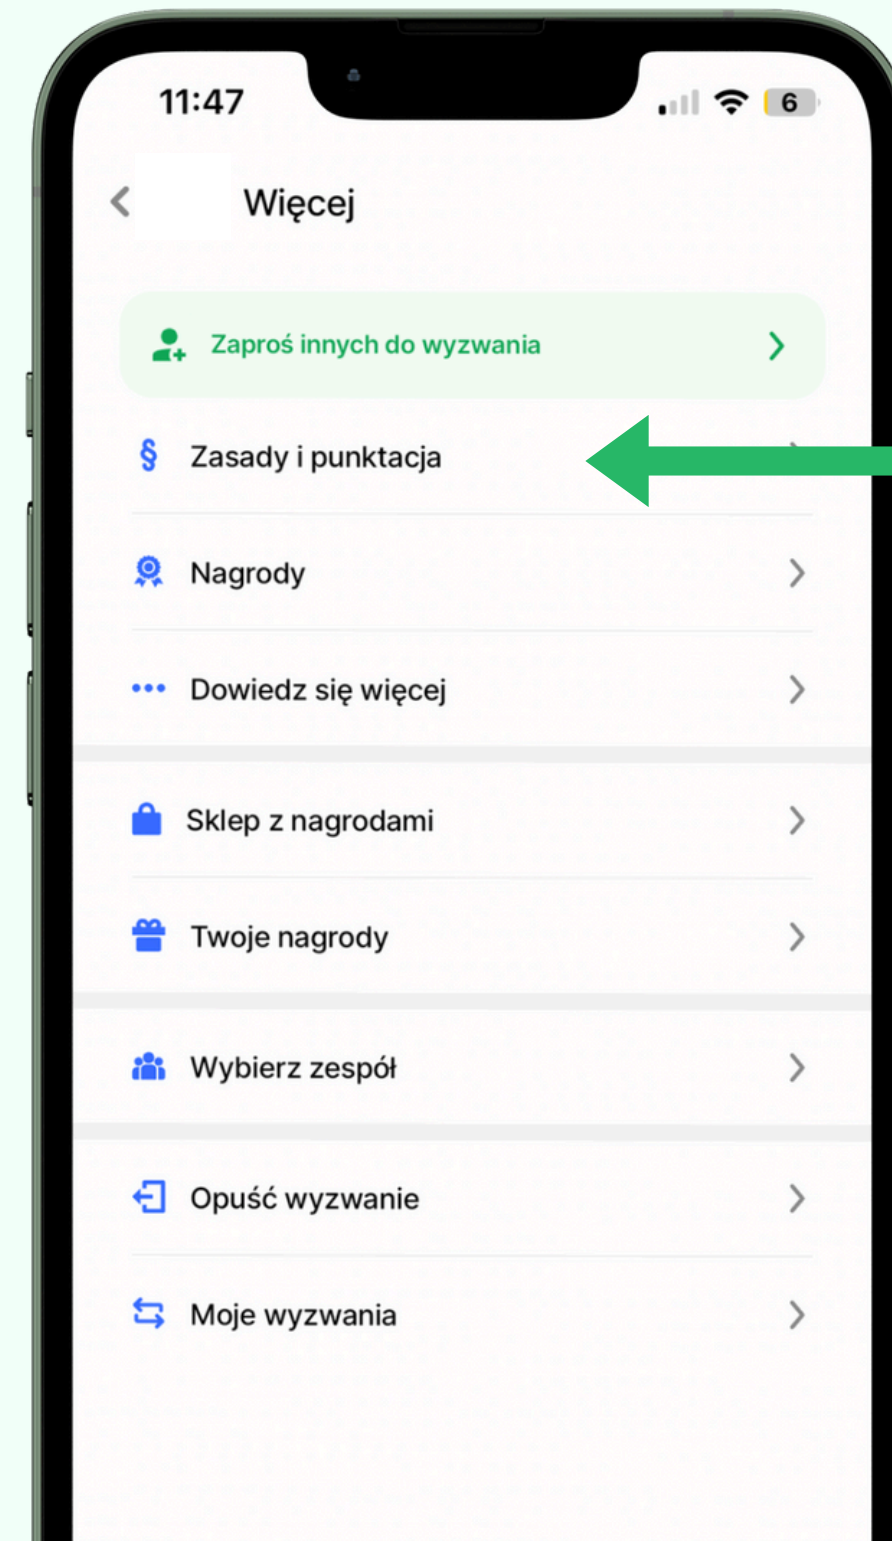 11:47
6
Więcej
Zaproś innych do wyzwania
§ Zasady i punktacja
Nagrody
Dowiedz się więcej
Sklep z nagrodami
Twoje nagrody
Wybierz zespół
Opuść wyzwanie
Moje wyzwania